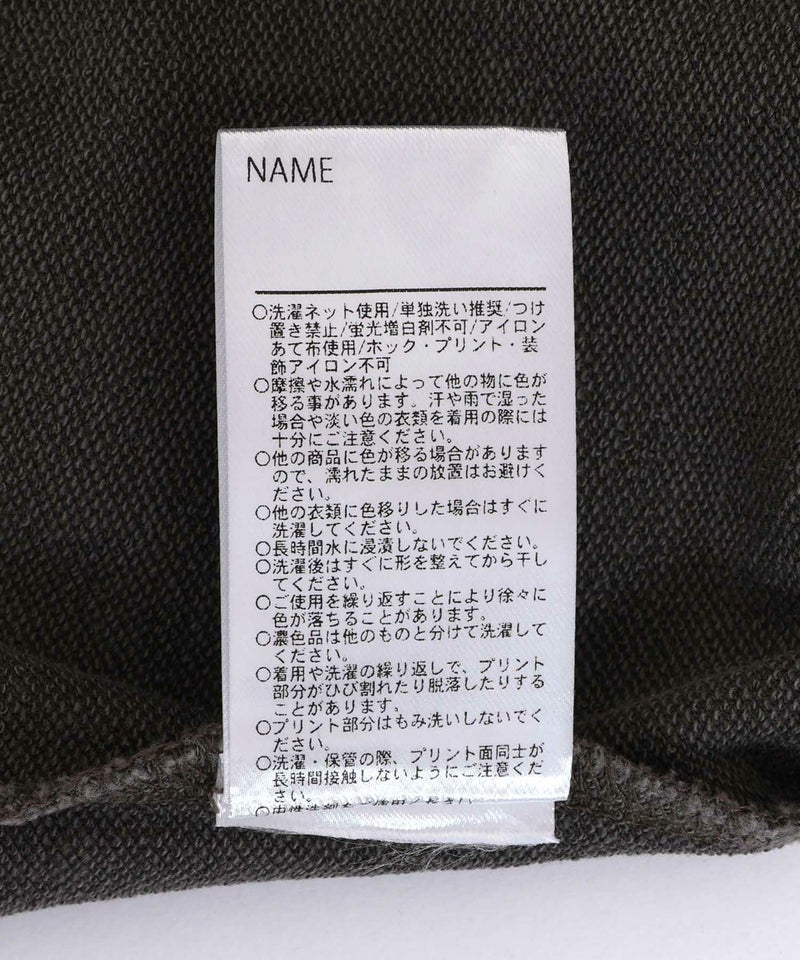 NAME
○洗濯ネット使用/単独洗い推奨/つけ
置き禁止/蛍光増白剤不可/アイロン
あて布使用/ホック・プリント・装
飾アイロン不可
○摩擦や水濡れによって他の物に色が
移る事があります。汗や雨で湿った
場合や淡い色の衣類を着用の際には
十分にご注意ください。
○他の商品に色が移る場合があります
ので、濡れたままの放置はお避けく
ださい。
○他の衣類に色移りした場合はすぐに
洗濯してください。
○長時間水に浸漬しないでください。
○洗濯後はすぐに形を整えてから干し
てください。
○ご使用を繰り返すことにより徐々に
色が落ちることがあります。
○濃色品は他のものと分けて洗濯して
ください。
○着用や洗濯の繰り返しで、プリント
部分がひび割れたり脱落したりする
ことがあります。
○プリント部分はもみ洗いしないでく
ださい。
○洗濯・保管の際、プリント面同士が
長時間接触しないようにご注意くだ
さい。